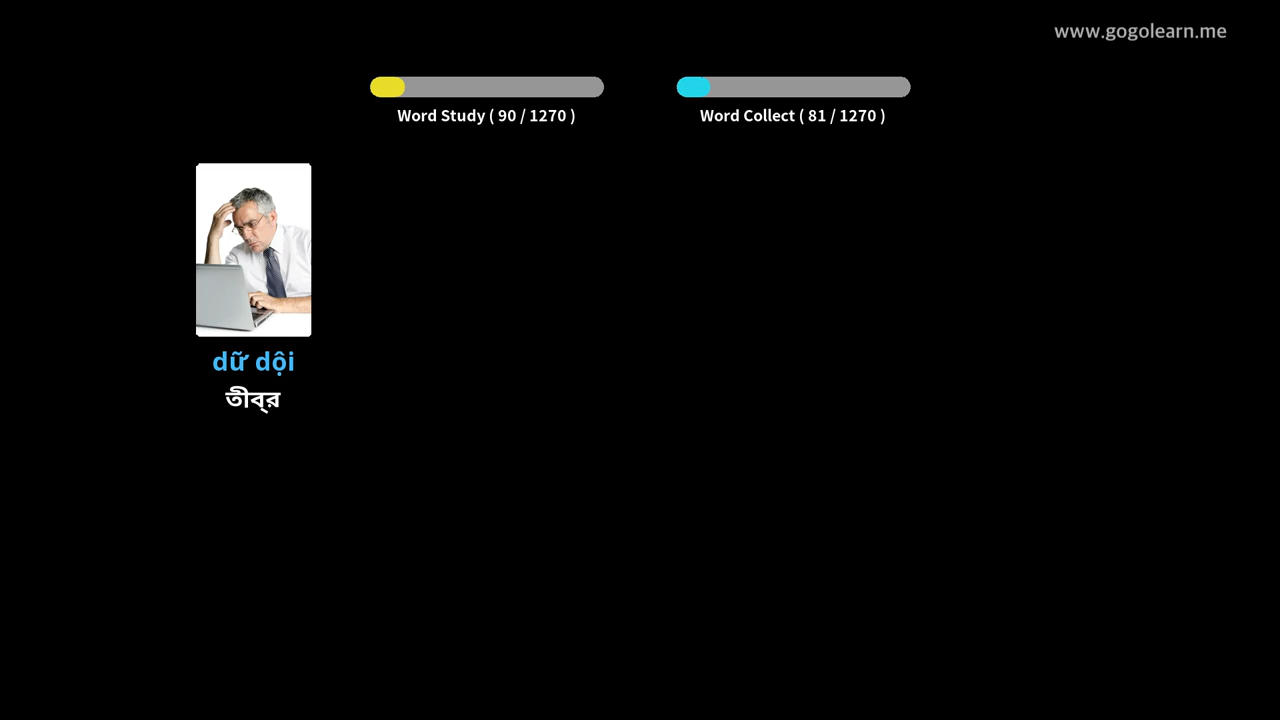 www.gogolearn.me
Word Study ( 90 / 1270 )
Word Collect ( 81 / 1270 )
dữ dội
তীব্র